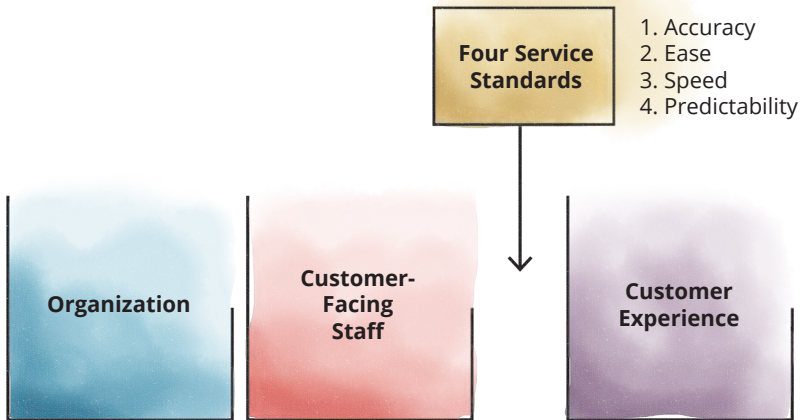 Four Service
Standards
1. Accuracy
2. Ease
3. Speed
4. Predictability
Organization
Customer-
Facing
Staff
Customer
Experience